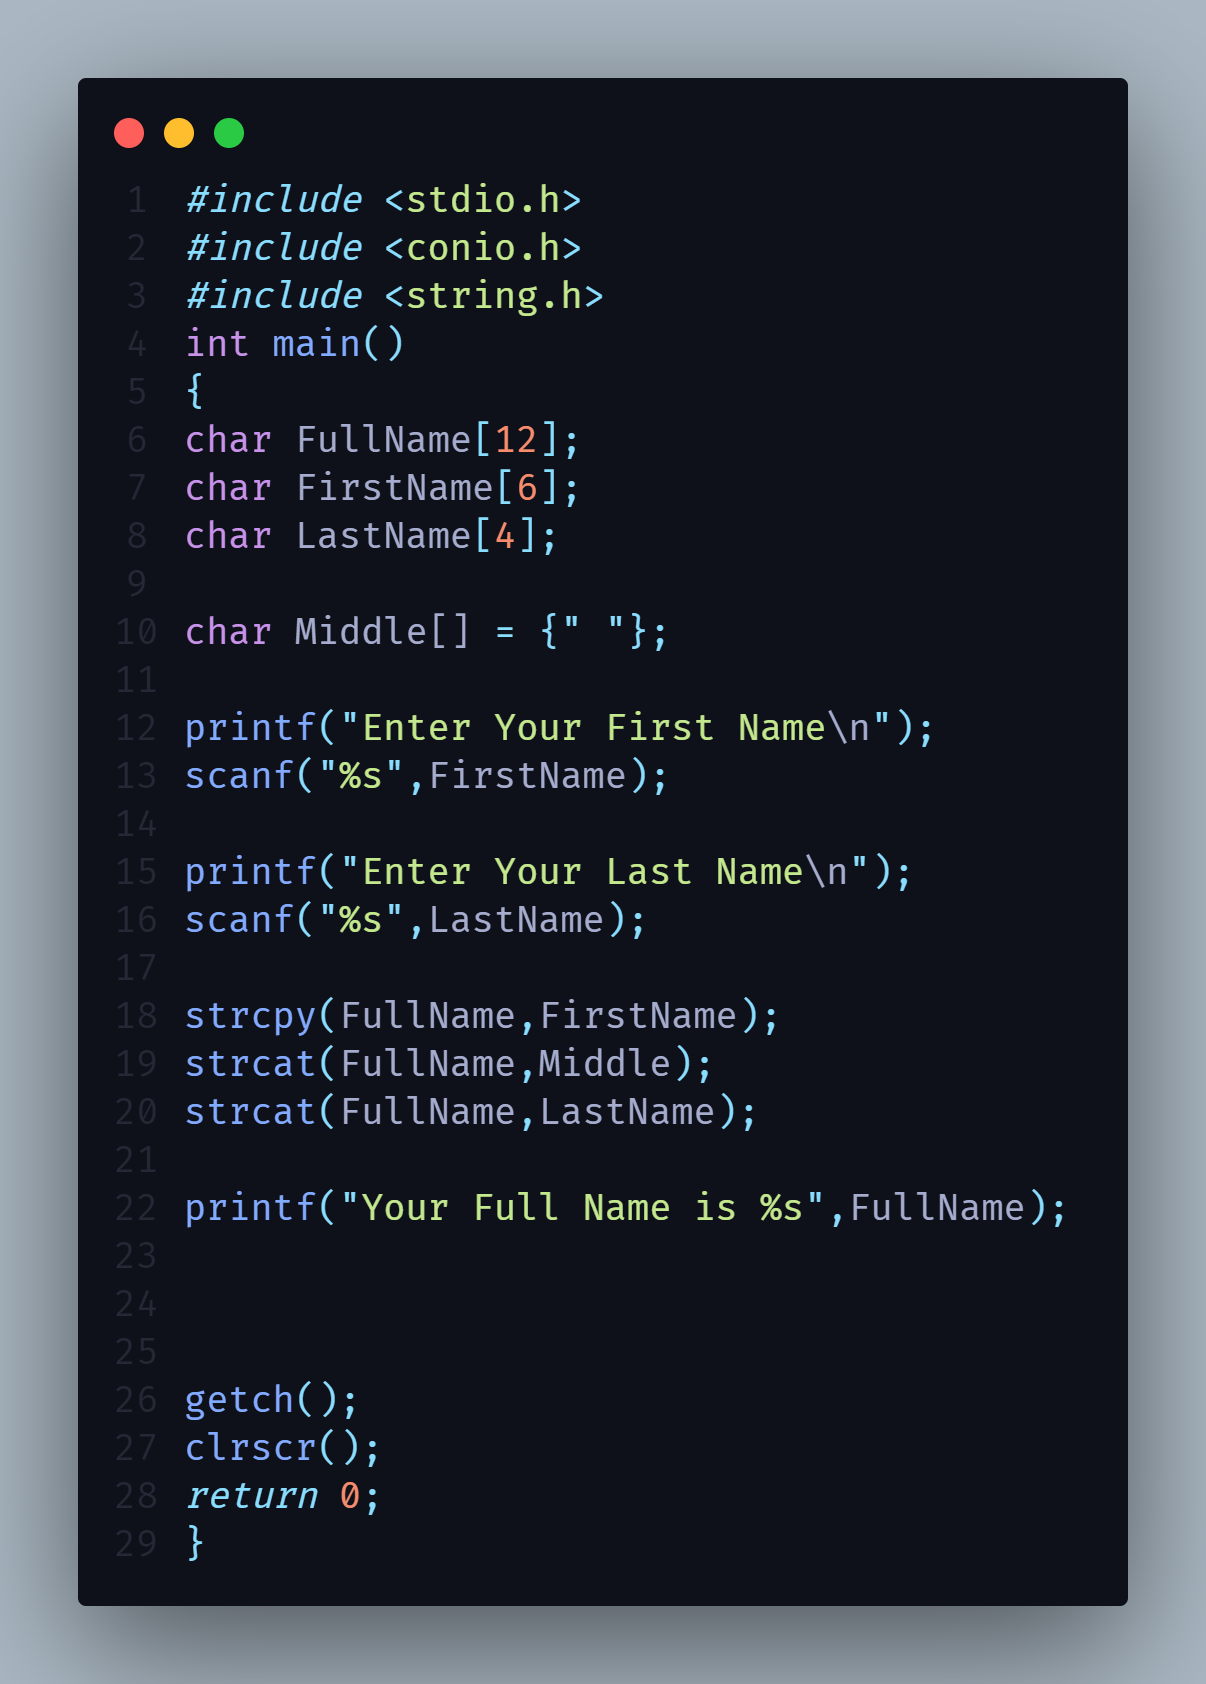 1 #include <stdio.h>
2 #include <conio.h>
3 #include <string.h>
4 int main()
5 {
6 char FullName[12];
7 char FirstName[6];
8 char LastName[4];
9
10 char Middle[] = {" "};
11
12 printf("Enter Your First Name\n");
13 scanf("%s",FirstName);
14
15 printf("Enter Your Last Name\n");
16 scanf("%s",LastName);
17
18 strcpy(FullName,FirstName);
19 strcat(FullName,Middle);
20 strcat(FullName,LastName);
21
22 printf("Your Full Name is %s",FullName);
23
24
25
26 getch();
27 clrscr();
28 return 0;
29 }